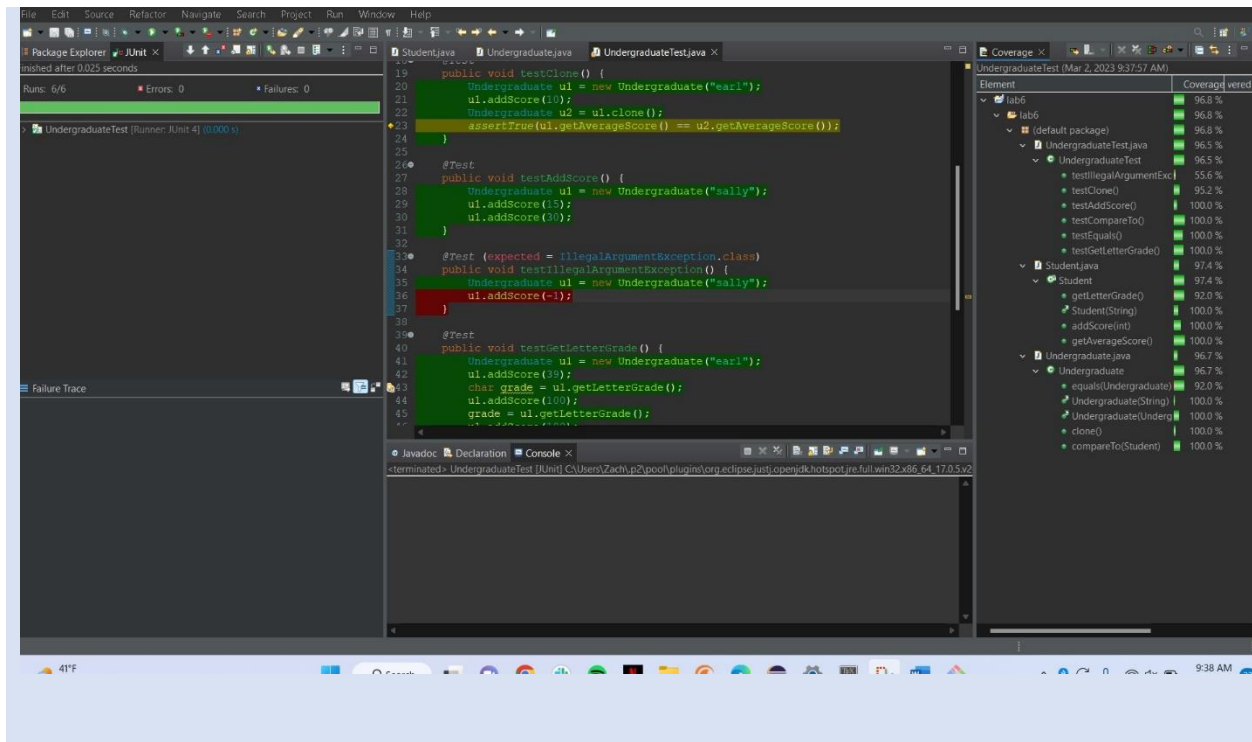 File Edit Source Refactor Navigate Search Project Run Window Help
Package Explorer JUnit
inished after 0.025 seconds
Runs: 6/6 Errors: 0 Failures: 0
UndergraduateTest [Runner: JUnit 4] (0.000 s)
Failure Trace
Student.java Undergraduate.java UndergraduateTest.java
19 public void testClone() {
20 Undergraduate u1 = new Undergraduate("earl");
21 u1.addScore(10);
22 Undergraduate u2 = u1.clone();
23 assertTrue(u1.getAverageScore() == u2.getAverageScore());
24 }
25
26 @Test
27 public void testAddScore() {
28 Undergraduate u1 = new Undergraduate("sally");
29 u1.addScore(15);
30 u1.addScore(30);
31 }
32
33 @Test (expected = IllegalArgumentException.class)
34 public void testIllegalArgumentException() {
35 Undergraduate u1 = new Undergraduate("sally");
36 u1.addScore(-1);
37 }
38
39 @Test
40 public void testGetLetterGrade() {
41 Undergraduate u1 = new Undergraduate("earl");
42 u1.addScore(39);
43 char grade = u1.getLetterGrade();
44 u1.addScore(100);
45 grade = u1.getLetterGrade();
Javadoc Declaration Console
<terminated> UndergraduateTest [JUnit] C:\Users\Zach\.p2\pool\plugins\org.eclipse.justj.openjdk.hotspot.jre.full.win32.x86_64_17.0.5.v2
Coverage
UndergraduateTest (Mar 2, 2023 9:37:57 AM)
Element Coverage vered
lab6 96.8 %
lab6 96.8 %
(default package) 96.8 %
UndergraduateTest.java 96.5 %
UndergraduateTest 96.5 %
testIllegalArgumentExc 55.6 %
testClone() 95.2 %
testAddScore() 100.0 %
testCompareTo() 100.0 %
testEquals() 100.0 %
testGetLetterGrade() 100.0 %
Student.java 97.4 %
Student 97.4 %
getLetterGrade() 92.0 %
Student(String) 100.0 %
addScore(int) 100.0 %
getAverageScore() 100.0 %
Undergraduate.java 96.7 %
Undergraduate 96.7 %
equals(Undergraduate) 92.0 %
Undergraduate(String) 100.0 %
Undergraduate(Underg 100.0 %
clone() 100.0 %
compareTo(Student) 100.0 %
41°F
9:38 AM